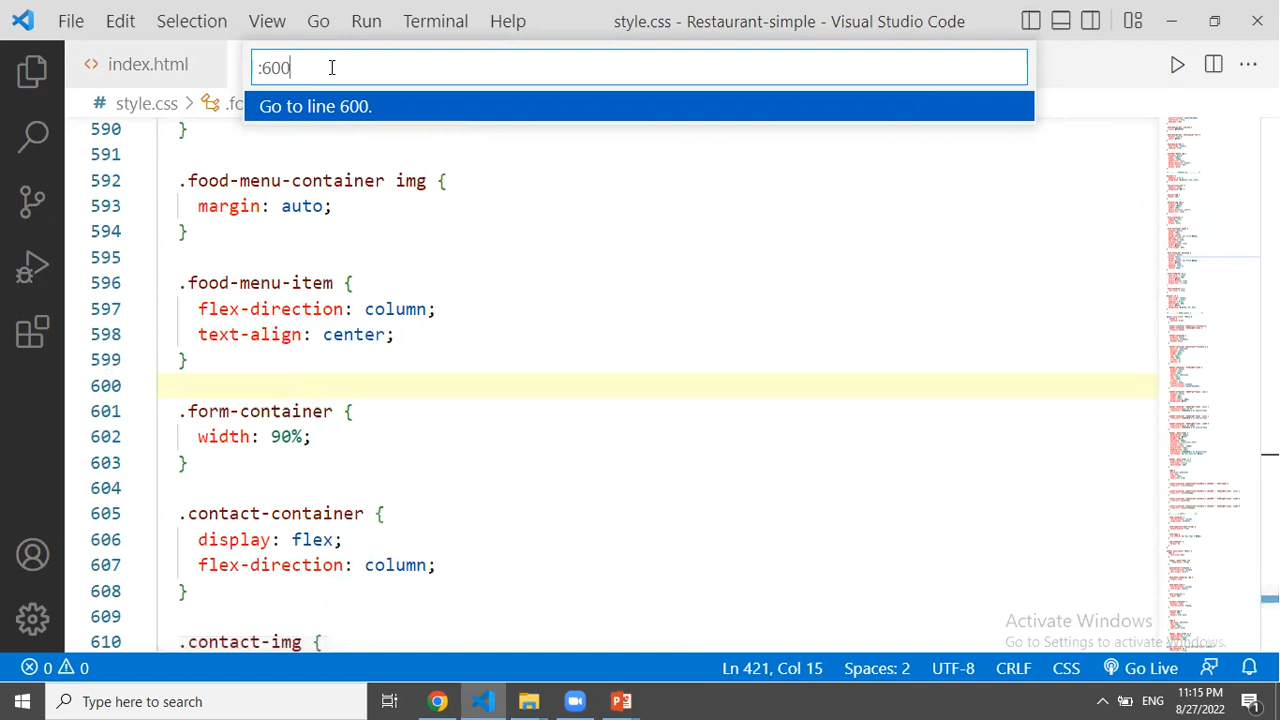 File Edit Selection View Go Run Terminal Help style.css - Restaurant-simple - Visual Studio Code
index.html
:600
style.css > .fo
Go to line 600.
590 }
591
592 .food-menu-container img {
593 margin: auto;
594 }
595
596 .food-menu-item {
597 flex-direction: column;
598 text-align: center;
599 }
600
601 .form-container {
602 width: 90%;
603 }
604
605 .contact-container {
606 display: flex;
607 flex-direction: column;
608 }
609
610 .contact-img {
Activate Windows
Go to Settings to activate Windows.
0 0 Ln 421, Col 15 Spaces: 2 UTF-8 CRLF CSS Go Live
Type here to search
ENG
11:15 PM
8/27/2022
1